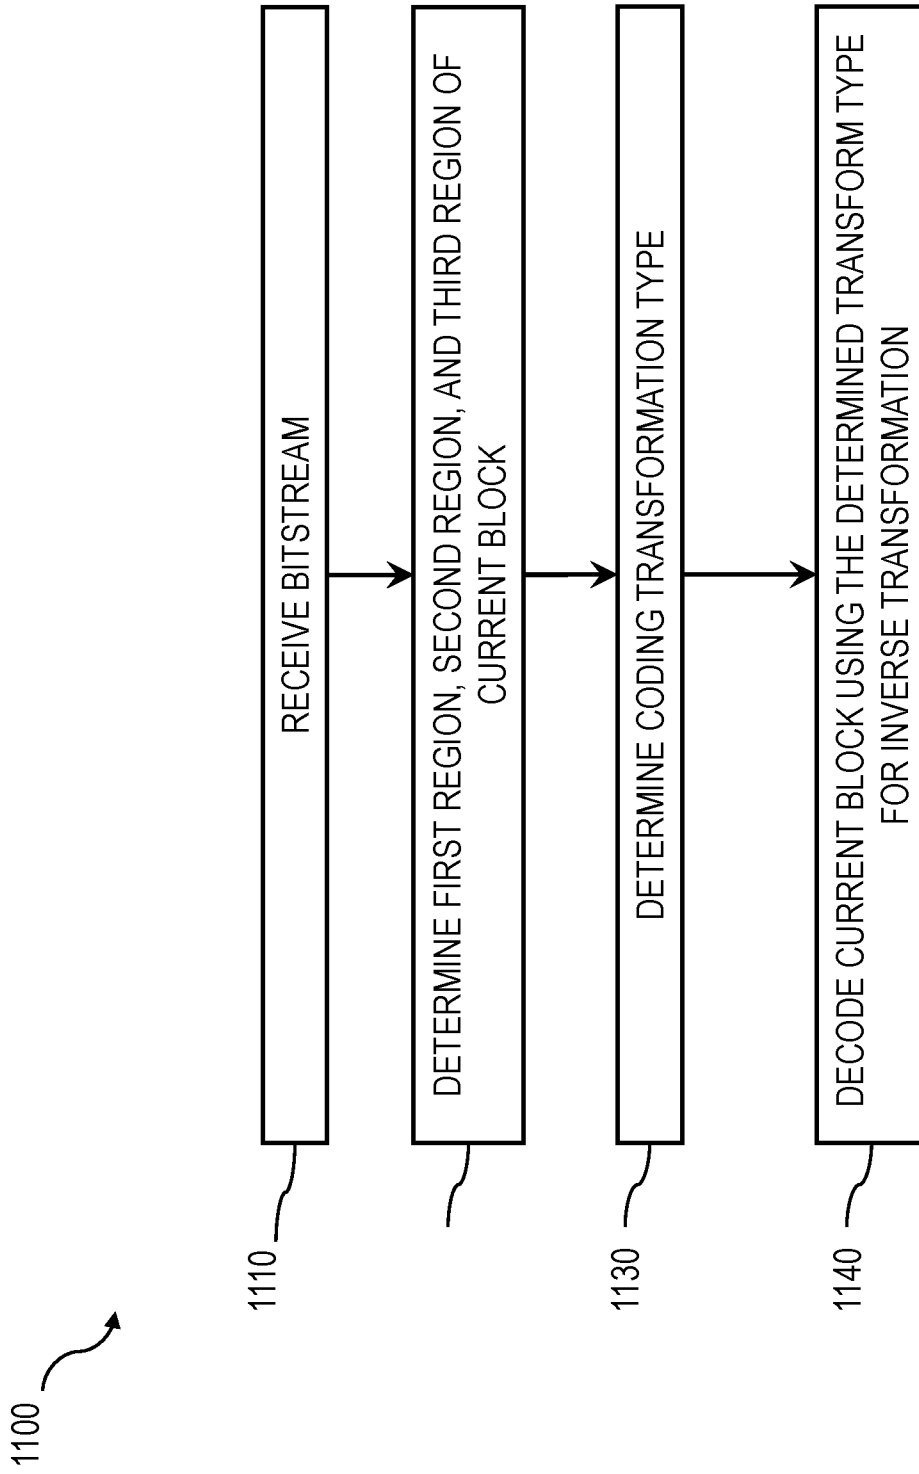 1100
1110
RECEIVE BITSTREAM
DETERMINE FIRST REGION, SECOND REGION, AND THIRD REGION OF
CURRENT BLOCK
1130
DETERMINE CODING TRANSFORMATION TYPE
1140
DECODE CURRENT BLOCK USING THE DETERMINED TRANSFORM TYPE
FOR INVERSE TRANSFORMATION